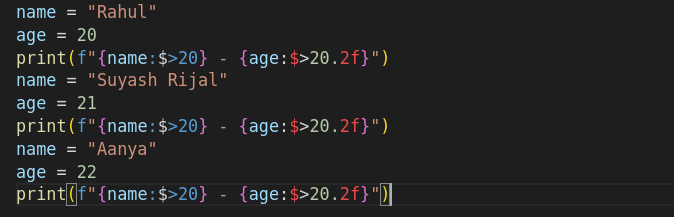 name = "Rahul"
age = 20
print(f"{name:$>20} - {age:$>20.2f}")
name = "Suyash Rijal"
age = 21
print(f"{name:$>20} - {age:$>20.2f}")
name = "Aanya"
age = 22
print(f"{name:$>20} - {age:$>20.2f}")